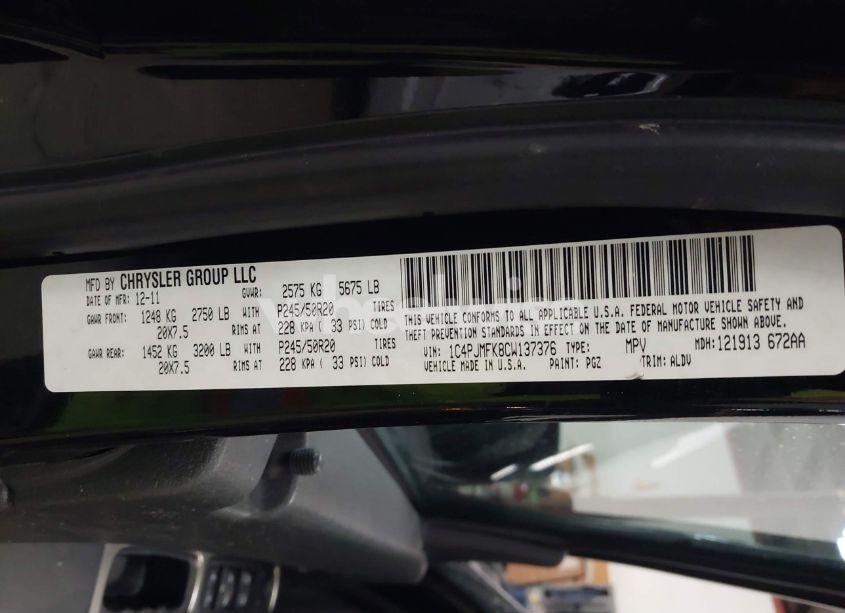 MFD BY CHRYSLER GROUP LLC
DATE OF MFR: 12-11 GVWR: 2575 KG 5675 LB
GAWR FRONT: 1248 KG 2750 LB WITH P245/50R20 TIRES
20X7.5 RIMS AT 228 KPA ( 33 PSI) COLD
GAWR REAR: 1452 KG 3200 LB WITH P245/50R20 TIRES
20X7.5 RIMS AT 228 KPA ( 33 PSI) COLD
THIS VEHICLE CONFORMS TO ALL APPLICABLE U.S.A. FEDERAL MOTOR VEHICLE SAFETY AND
THEFT PREVENTION STANDARDS IN EFFECT ON THE DATE OF MANUFACTURE SHOWN ABOVE.
VIN: 1C4PJMFK8CW137376 TYPE: MPV MDH: 121913 672AA
VEHICLE MADE IN U.S.A. PAINT: PGZ TRIM: ALDV